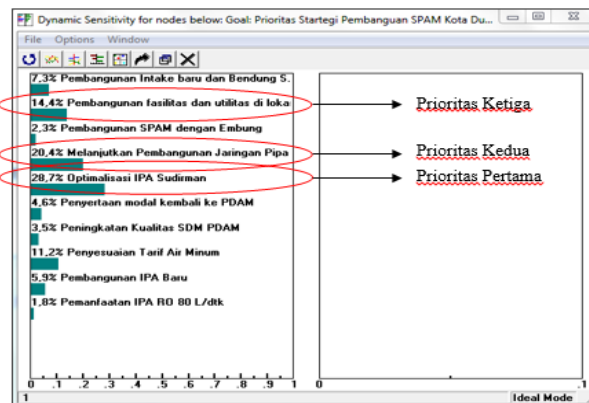 Dynamic Sensitivity for nodes below: Goal: Prioritas Startegi Pembanguan SPAM Kota Du...
File Options Window
7,3% Pembangunan Intake baru dan Bendung S.
14,4% Pembangunan fasilitas dan utilitas di loka
Prioritas Ketiga
2,3% Pembangunan SPAM dengan Embung
20,4% Melanjutkan Pembangunan Jaringan Pipa
Prioritas Kedua
28,7% Optimalisasi IPA Sudirman
Prioritas Pertama
4,6% Penyertaan modal kembali ke PDAM
3,5% Peningkatan Kualitas SDM PDAM
11,2% Penyesuaian Tarif Air Minum
5,9% Pembangunan IPA Baru
1,8% Pemanfaatan IPA RO 80 L/dtk
0 .1 .2 .3 .4 .5 .6 .7 .8 .9 1
0 .1
1
Ideal Mode